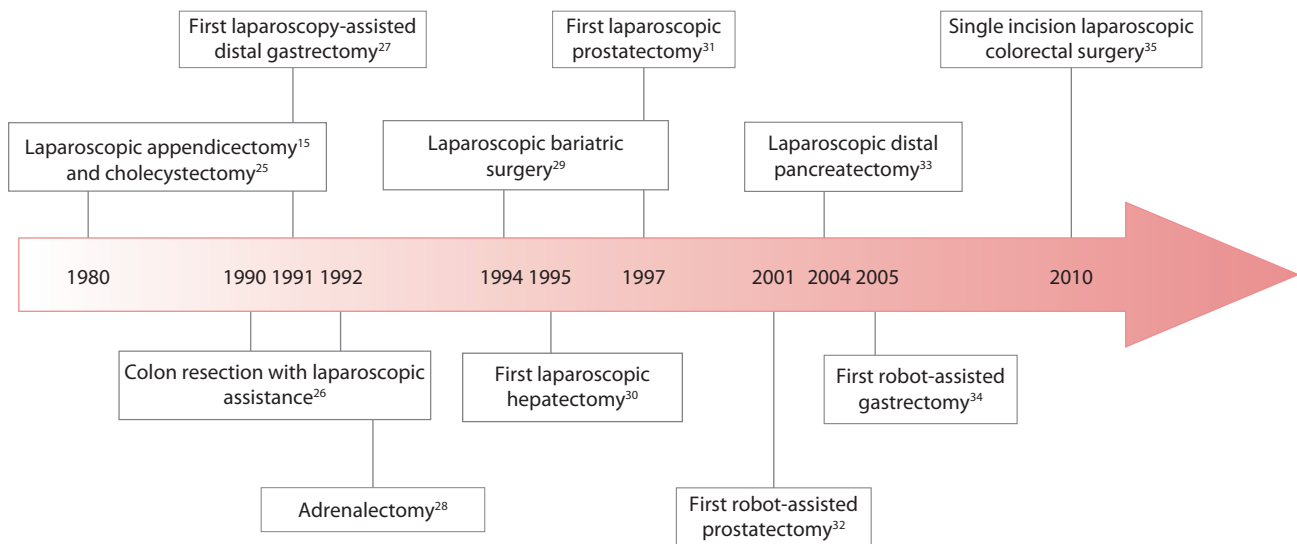 First laparoscopy-assisted
distal gastrectomy²⁷
First laparoscopic
prostatectomy³¹
Single incision laparoscopic
colorectal surgery³⁵
Laparoscopic appendicectomy¹⁵
and cholecystectomy²⁵
Laparoscopic bariatric
surgery²⁹
Laparoscopic distal
pancreatectomy³³
1980 1990 1991 1992 1994 1995 1997 2001 2004 2005 2010
Colon resection with laparoscopic
assistance²⁶
First laparoscopic
hepatectomy³⁰
First robot-assisted
gastrectomy³⁴
Adrenalectomy²⁸
First robot-assisted
prostatectomy³²